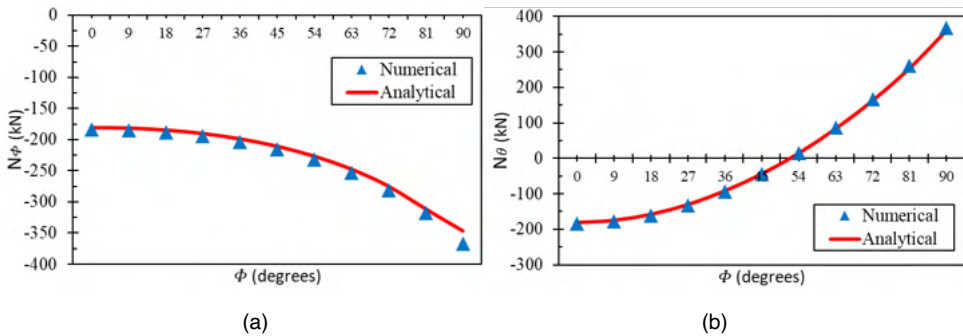 0
0 9 18 27 36 45 54 63 72 81 90
-50
-100
-150
-200
-250
-300
-350
-400
NΦ (kN)
Numerical
Analytical
Φ (degrees)
(a)
400
300
200
100
0
-100
-200
-300
0 9 18 27 36 45 54 63 72 81 90
Nθ (kN)
Numerical
Analytical
Φ (degrees)
(b)